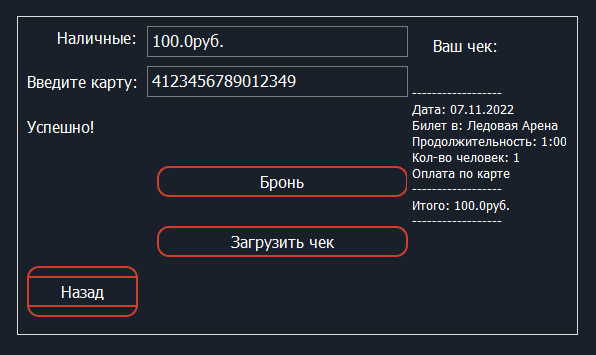 Наличные:
100.0руб.
Ваш чек:
Введите карту:
4123456789012349
------------------
Дата: 07.11.2022
Успешно!
Билет в: Ледовая Арена
Продолжительность: 1:00
Кол-во человек: 1
Оплата по карте
------------------
Бронь
Итого: 100.0руб.
------------------
Загрузить чек
Назад